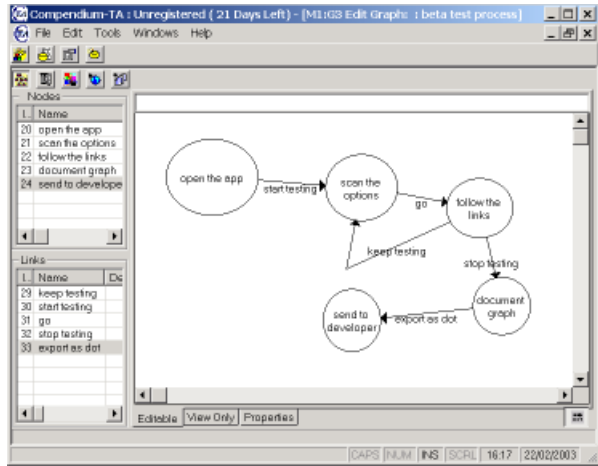 Compendium-TA : Unregistered ( 21 Days Left) - [M1:G3 Edit Graph: : beta test process]
File Edit Tools Windows Help
Nodes
I.. Name
20 open the app
21 scan the options
22 follow the links
23 document graph
24 send to develope
Links
I.. Name De
29 keep testing
30 start testing
31 go
32 stop testing
33 export as dot
open the app
start testing
scan the
options
go
follow the
links
keep testing
stop testing
document
graph
export as dot
send to
developer
Editable View Only Properties
CAPS NUM INS SCRL 16:17 22/02/2003